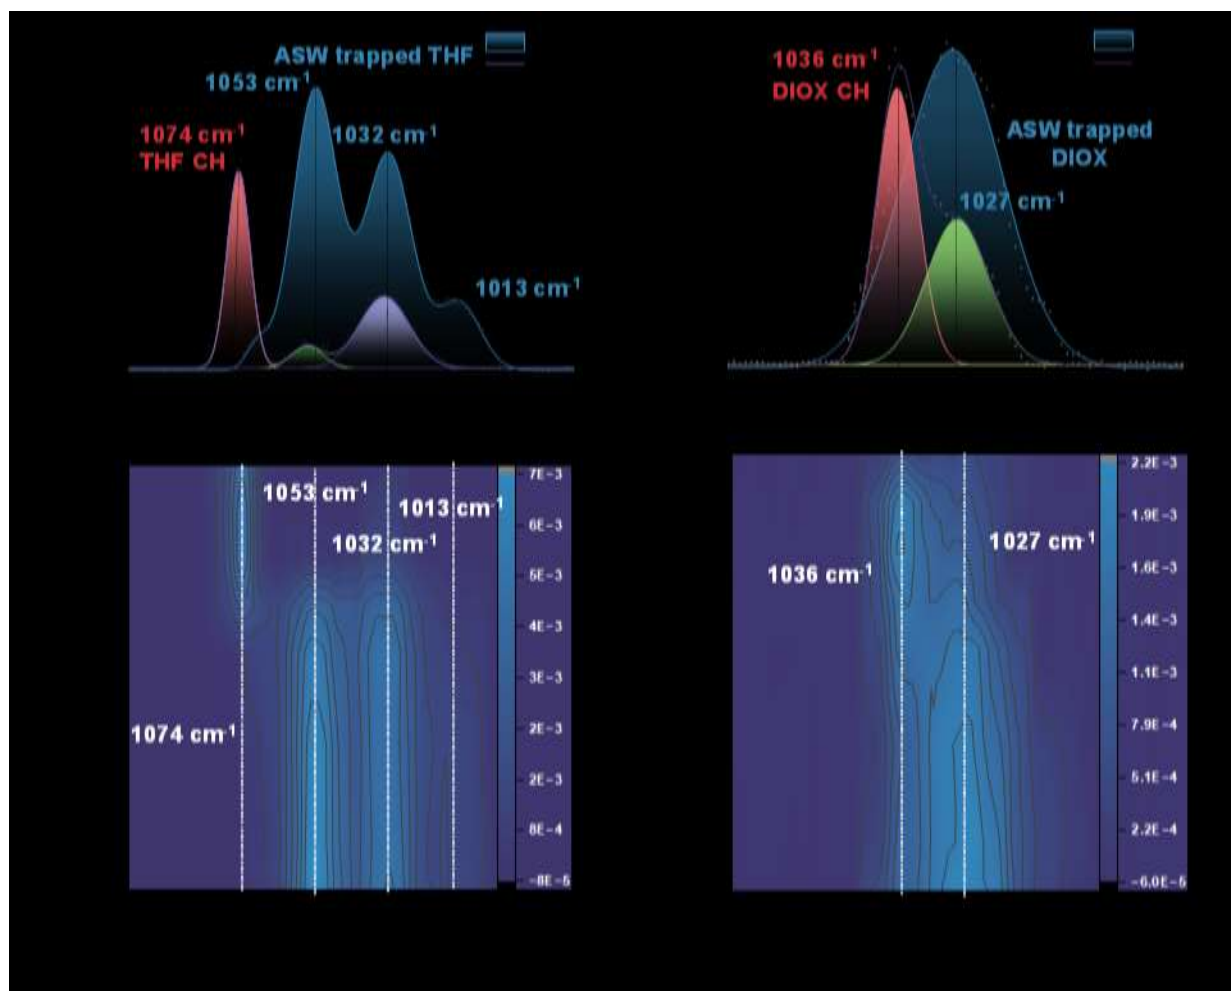 ASW trapped THF
1053 cm-1
1032 cm-1
1074 cm-1
THF CH
1013 cm-1
1036 cm-1
DIOX CH
ASW trapped
DIOX
1027 cm-1
1053 cm-1
1013 cm-1
1032 cm-1
1074 cm-1
7E-3
6E-3
5E-3
4E-3
3E-3
2E-3
2E-3
8E-4
-8E-5
1036 cm-1
1027 cm-1
2.2E-3
1.9E-3
1.6E-3
1.4E-3
1.1E-3
7.9E-4
5.1E-4
2.2E-4
-6.0E-5